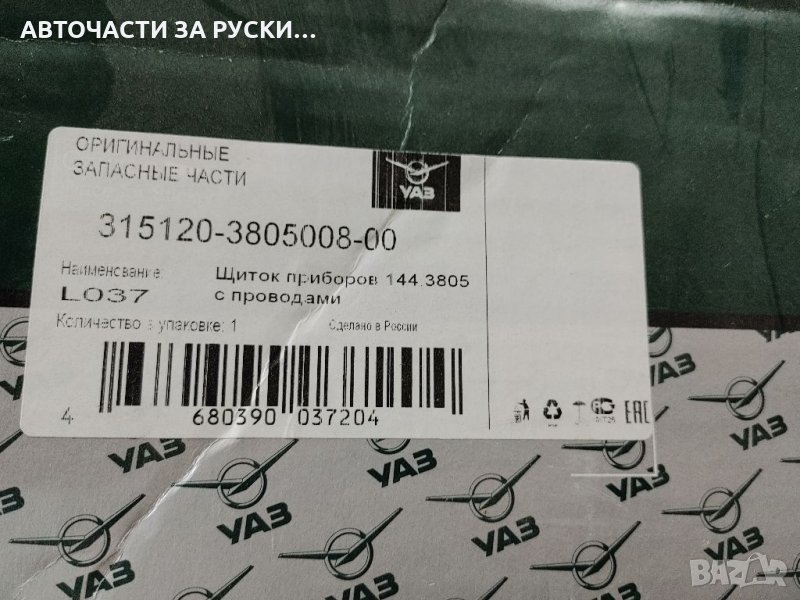 АВТОЧАСТИ ЗА РУСКИ...
ОРИГИНАЛЬНЫЕ
ЗАПАСНЫЕ ЧАСТИ
УАЗ
315120-3805008-00
Наименование:
Щиток приборов 144.3805
L037
с проводами
Количество в упаковке: 1
Сделано в России
4 680390 037204
EAC
УАЗ
УАЗ
УАЗ
УАЗ
УАЗ
УАЗ
УАЗ
BAZAR